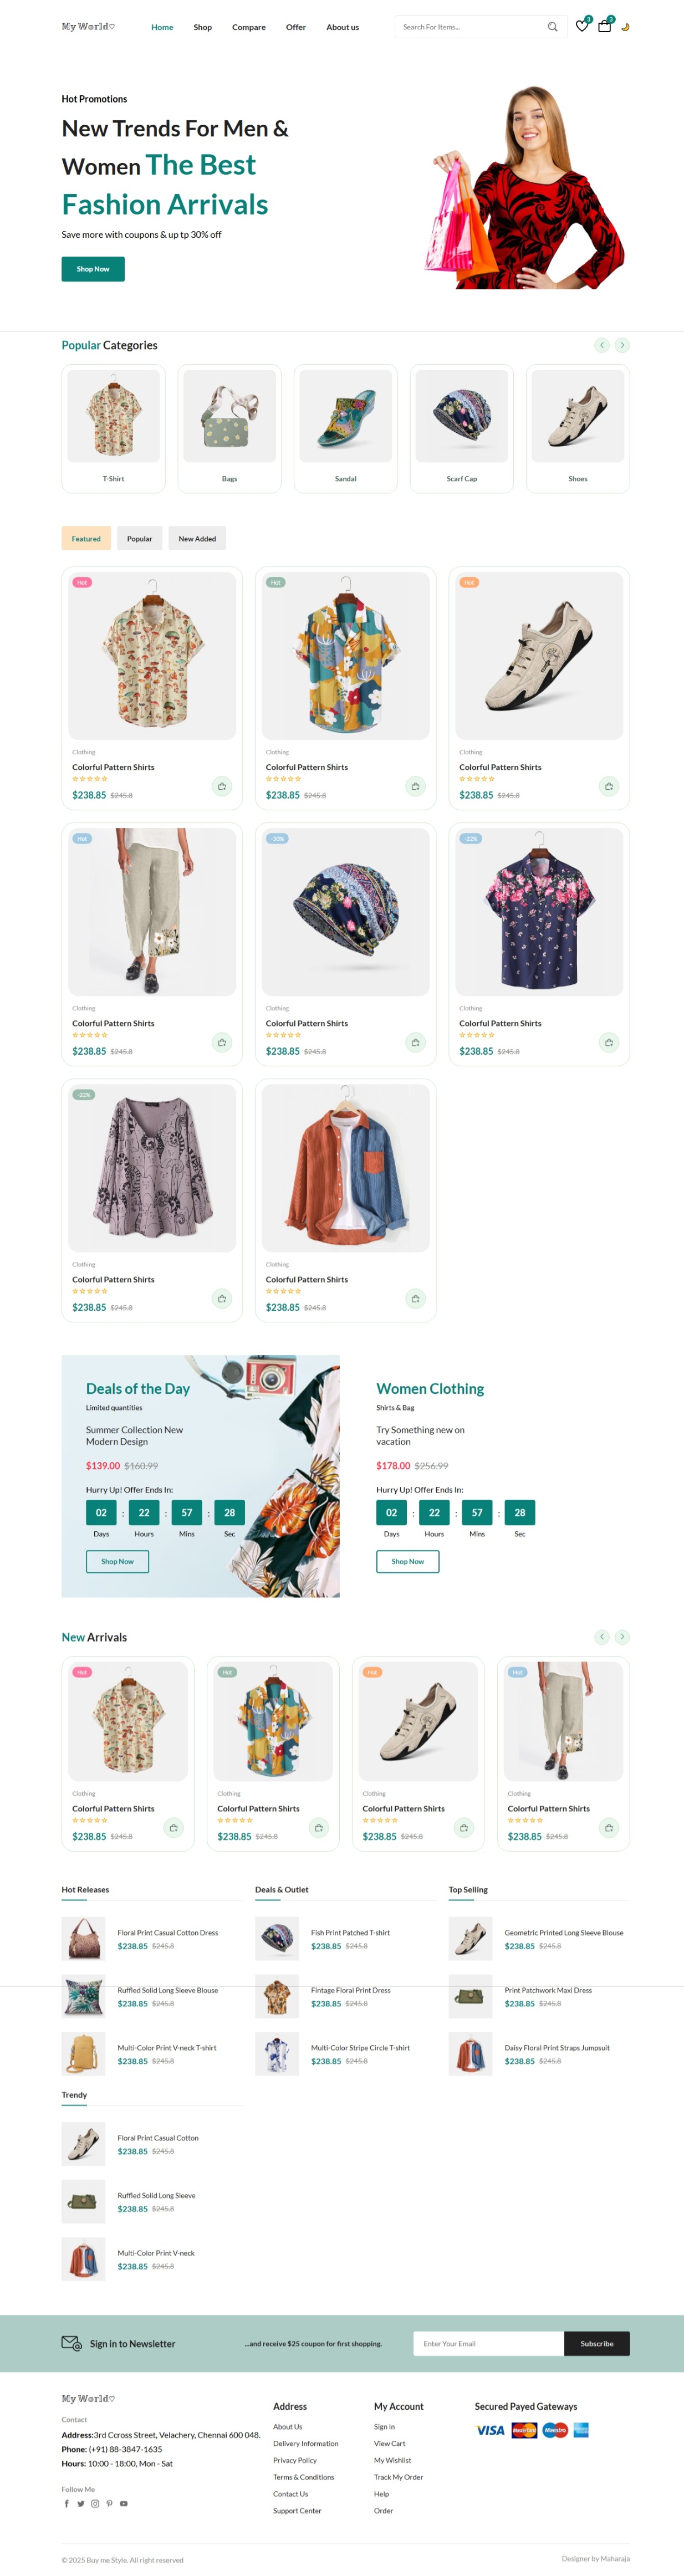 My World♡
Home Shop Compare Offer About us
Search For Items...
3
3
Hot Promotions
New Trends For Men &
Women The Best
Fashion Arrivals
Save more with coupons & up tp 30% off
Shop Now
Popular Categories
T-Shirt Bags Sandal Scarf Cap Shoes
Featured Popular New Added
Hot Hot Hot
Clothing Clothing Clothing
Colorful Pattern Shirts Colorful Pattern Shirts Colorful Pattern Shirts
$238.85 $245.8 $238.85 $245.8 $238.85 $245.8
Hot -30% -22%
Clothing Clothing Clothing
Colorful Pattern Shirts Colorful Pattern Shirts Colorful Pattern Shirts
$238.85 $245.8 $238.85 $245.8 $238.85 $245.8
-22%
Clothing Clothing
Colorful Pattern Shirts Colorful Pattern Shirts
$238.85 $245.8 $238.85 $245.8
Deals of the Day
Limited quantities
Summer Collection New
Modern Design
$139.00 $160.99
Hurry Up! Offer Ends In:
02 : 22 : 57 : 28
Days Hours Mins Sec
Shop Now
Women Clothing
Shirts & Bag
Try Something new on
vacation
$178.00 $256.99
Hurry Up! Offer Ends In:
02 : 22 : 57 : 28
Days Hours Mins Sec
Shop Now
New Arrivals
Hot Hot Hot Hot
Clothing Clothing Clothing Clothing
Colorful Pattern Shirts Colorful Pattern Shirts Colorful Pattern Shirts Colorful Pattern Shirts
$238.85 $245.8 $238.85 $245.8 $238.85 $245.8 $238.85 $245.8
Hot Releases
Floral Print Casual Cotton Dress
$238.85 $245.8
Ruffled Solid Long Sleeve Blouse
$238.85 $245.8
Multi-Color Print V-neck T-shirt
$238.85 $245.8
Deals & Outlet
Fish Print Patched T-shirt
$238.85 $245.8
Fintage Floral Print Dress
$238.85 $245.8
Multi-Color Stripe Circle T-shirt
$238.85 $245.8
Top Selling
Geometric Printed Long Sleeve Blouse
$238.85 $245.8
Print Patchwork Maxi Dress
$238.85 $245.8
Daisy Floral Print Straps Jumpsuit
$238.85 $245.8
Trendy
Floral Print Casual Cotton
$238.85 $245.8
Ruffled Solid Long Sleeve
$238.85 $245.8
Multi-Color Print V-neck
$238.85 $245.8
Sign in to Newsletter
...and receive $25 coupon for first shopping.
Enter Your Email
Subscribe
My World♡
Contact
Address:3rd Ccross Street, Velachery, Chennai 600 048.
Phone: (+91) 88-3847-1635
Hours: 10:00 - 18:00, Mon - Sat
Follow Me
Address
About Us
Delivery Information
Privacy Policy
Terms & Conditions
Contact Us
Support Center
My Account
Sign In
View Cart
My Wishlist
Track My Order
Help
Order
Secured Payed Gateways
VISA MasterCard Maestro
© 2025 Buy me Style. All right reserved
Designer by Maharaja